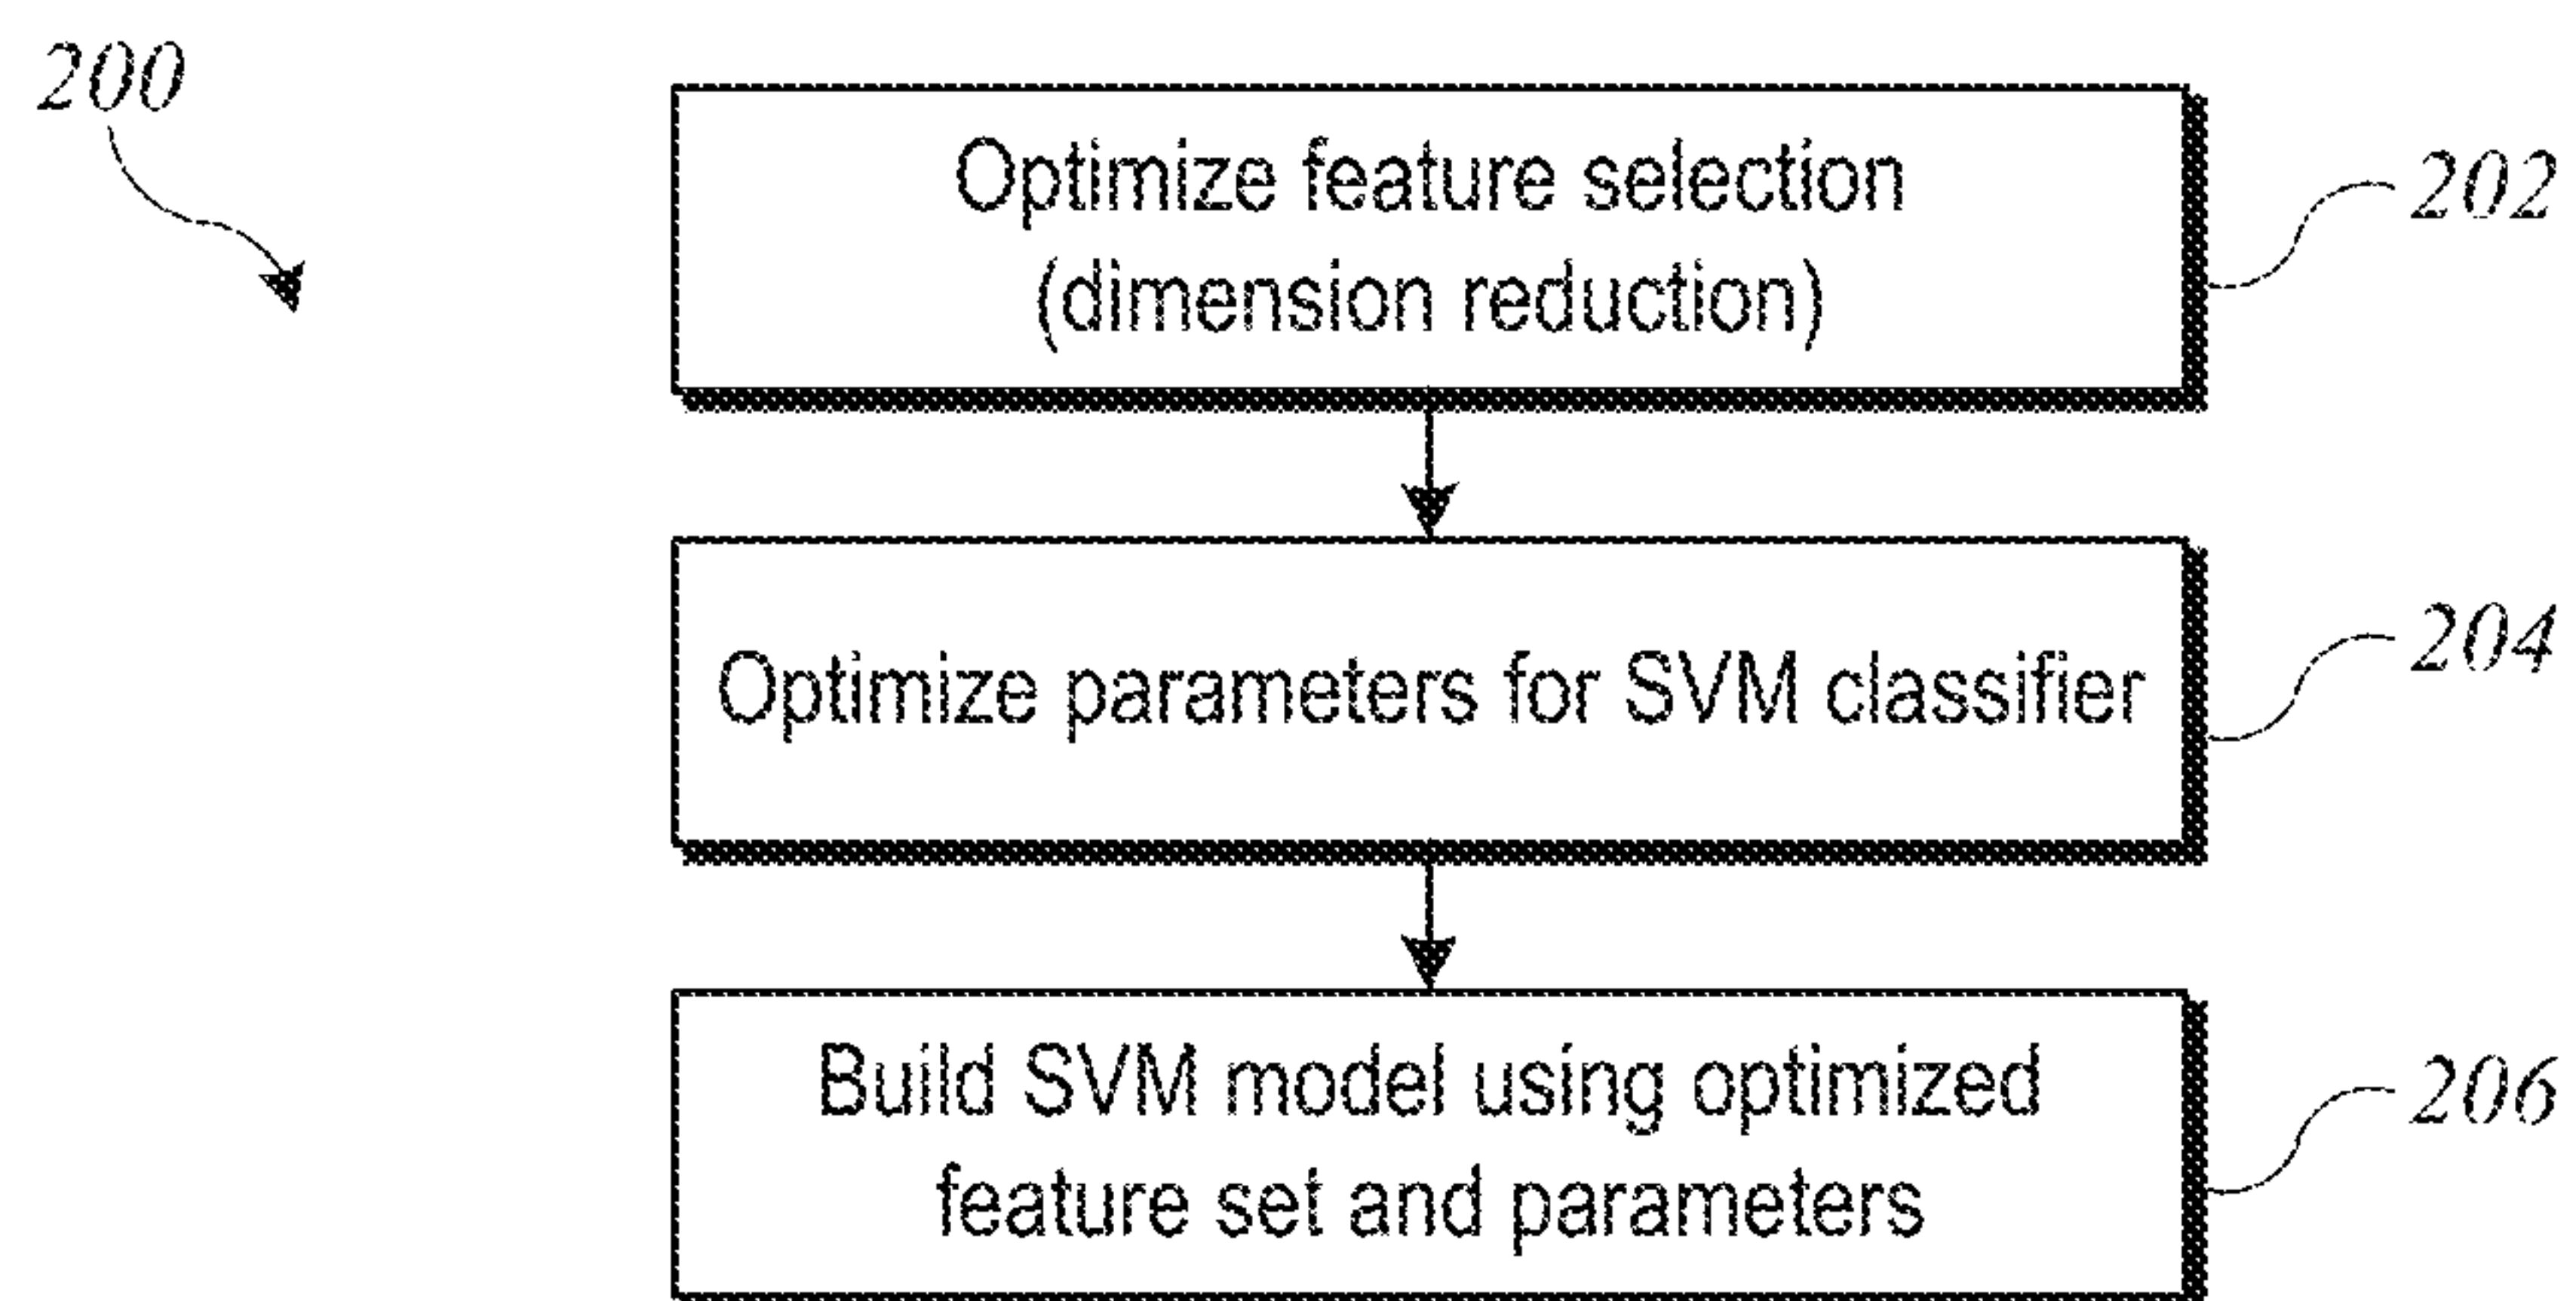 200
Optimize feature selection
(dimension reduction)
202
Optimize parameters for SVM classifier
204
Build SVM model using optimized
feature set and parameters
206